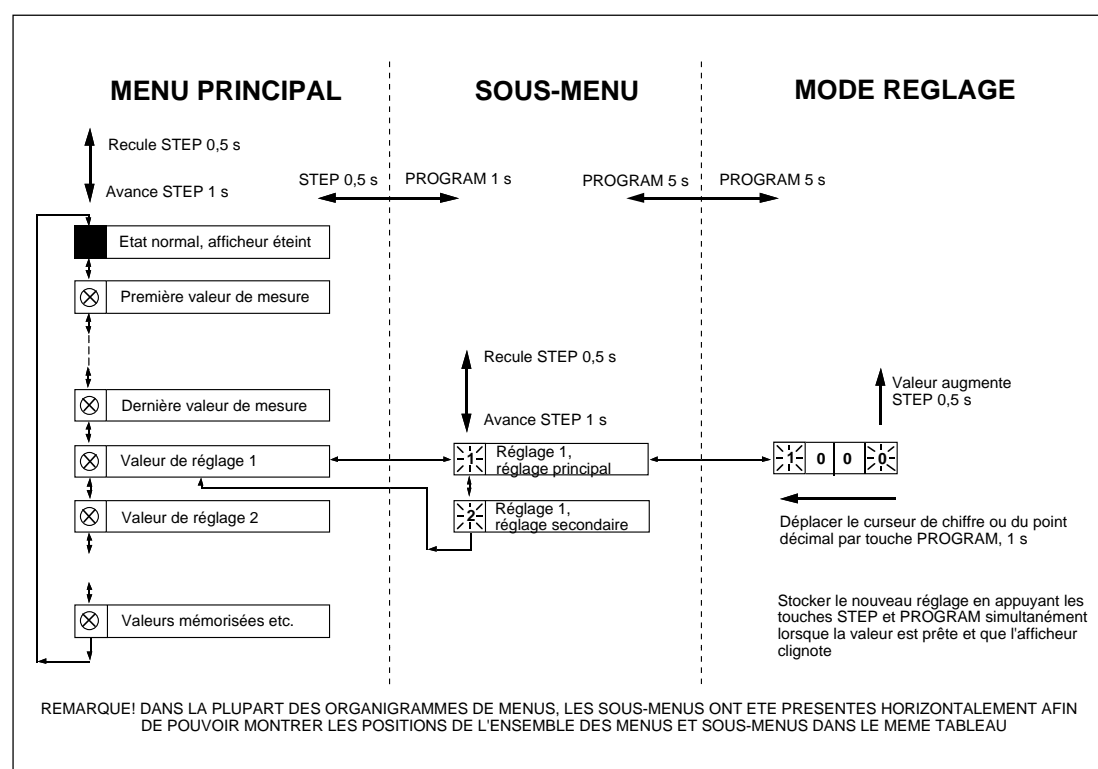 MENU PRINCIPAL
SOUS-MENU
MODE REGLAGE
Recule STEP 0,5 s
Avance STEP 1 s
STEP 0,5 s
PROGRAM 1 s
PROGRAM 5 s
PROGRAM 5 s
Etat normal, afficheur éteint
Première valeur de mesure
Recule STEP 0,5 s
Avance STEP 1 s
Valeur augmente
STEP 0,5 s
Dernière valeur de mesure
Valeur de réglage 1
1
Réglage 1,
réglage principal
1 0 0 0
Valeur de réglage 2
2
Réglage 1,
réglage secondaire
Déplacer le curseur de chiffre ou du point
décimal par touche PROGRAM, 1 s
Valeurs mémorisées etc.
Stocker le nouveau réglage en appuyant les
touches STEP et PROGRAM simultaném
lorsque la valeur est prête et que l'afficheur
clignote
REMARQUE! DANS LA PLUPART DES ORGANIGRAMMES DE MENUS, LES SOUS-MENUS ONT ETE PRESENTES HORIZONTALEMENT AFIN
DE POUVOIR MONTRER LES POSITIONS DE L'ENSEMBLE DES MENUS ET SOUS-MENUS DANS LE MEME TABLEAU